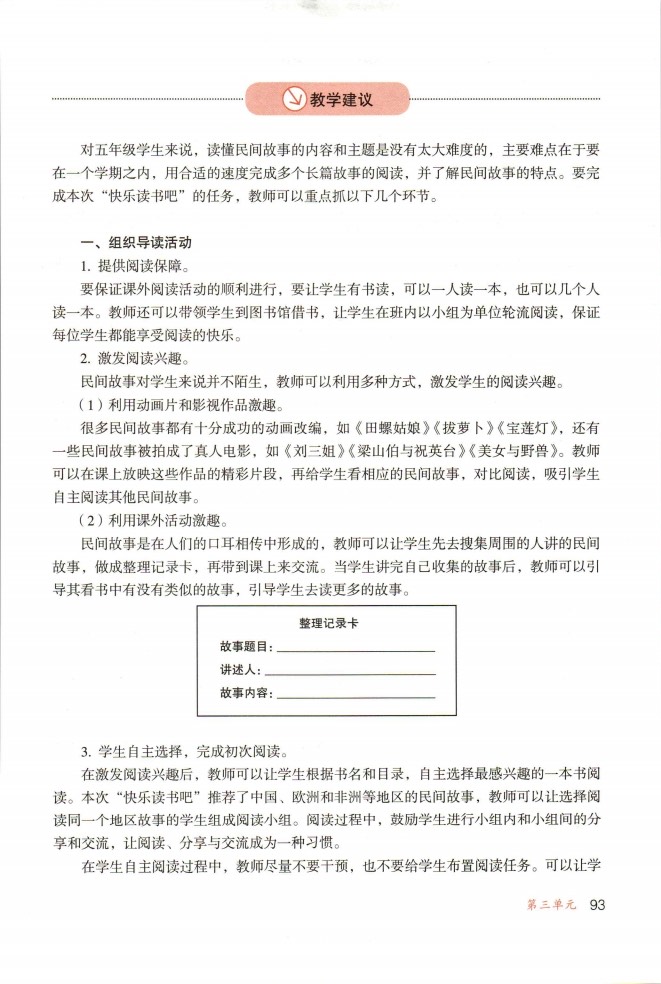 教学建议
对五年级学生来说，读懂民间故事的内容和主题是没有太大难度的，主要难点在于要
在一个学期之内，用合适的速度完成多个长篇故事的阅读，并了解民间故事的特点。要完
成本次“快乐读书吧”的任务，教师可以重点抓以下几个环节。
一、组织导读活动
1. 提供阅读保障。
要保证课外阅读活动的顺利进行，要让学生有书读，可以一人读一本，也可以几个人
读一本。教师还可以带领学生到图书馆借书，让学生在班内以小组为单位轮流阅读，保证
每位学生都能享受阅读的快乐。
2. 激发阅读兴趣。
民间故事对学生来说并不陌生，教师可以利用多种方式，激发学生的阅读兴趣。
（1）利用动画片和影视作品激趣。
很多民间故事都有十分成功的动画改编，如《田螺姑娘》《拔萝卜》《宝莲灯》，还有
一些民间故事被拍成了真人电影，如《刘三姐》《梁山伯与祝英台》《美女与野兽》。教师
可以在课上放映这些作品的精彩片段，再给学生看相应的民间故事，对比阅读，吸引学生
自主阅读其他民间故事。
（2）利用课外活动激趣。
民间故事是在人们的口耳相传中形成的，教师可以让学生先去搜集周围的人讲的民间
故事，做成整理记录卡，再带到课上来交流。当学生讲完自己收集的故事后，教师可以引
导其看书中有没有类似的故事，引导学生去读更多的故事。
整理记录卡
故事题目：
讲述人：
故事内容：
3. 学生自主选择，完成初次阅读。
在激发阅读兴趣后，教师可以让学生根据书名和目录，自主选择最感兴趣的一本书阅
读。本次“快乐读书吧”推荐了中国、欧洲和非洲等地区的民间故事，教师可以让选择阅
读同一个地区故事的学生组成阅读小组。阅读过程中，鼓励学生进行小组内和小组间的分
享和交流，让阅读、分享与交流成为一种习惯。
在学生自主阅读过程中，教师尽量不要干预，也不要给学生布置阅读任务。可以让学
第三单元 93